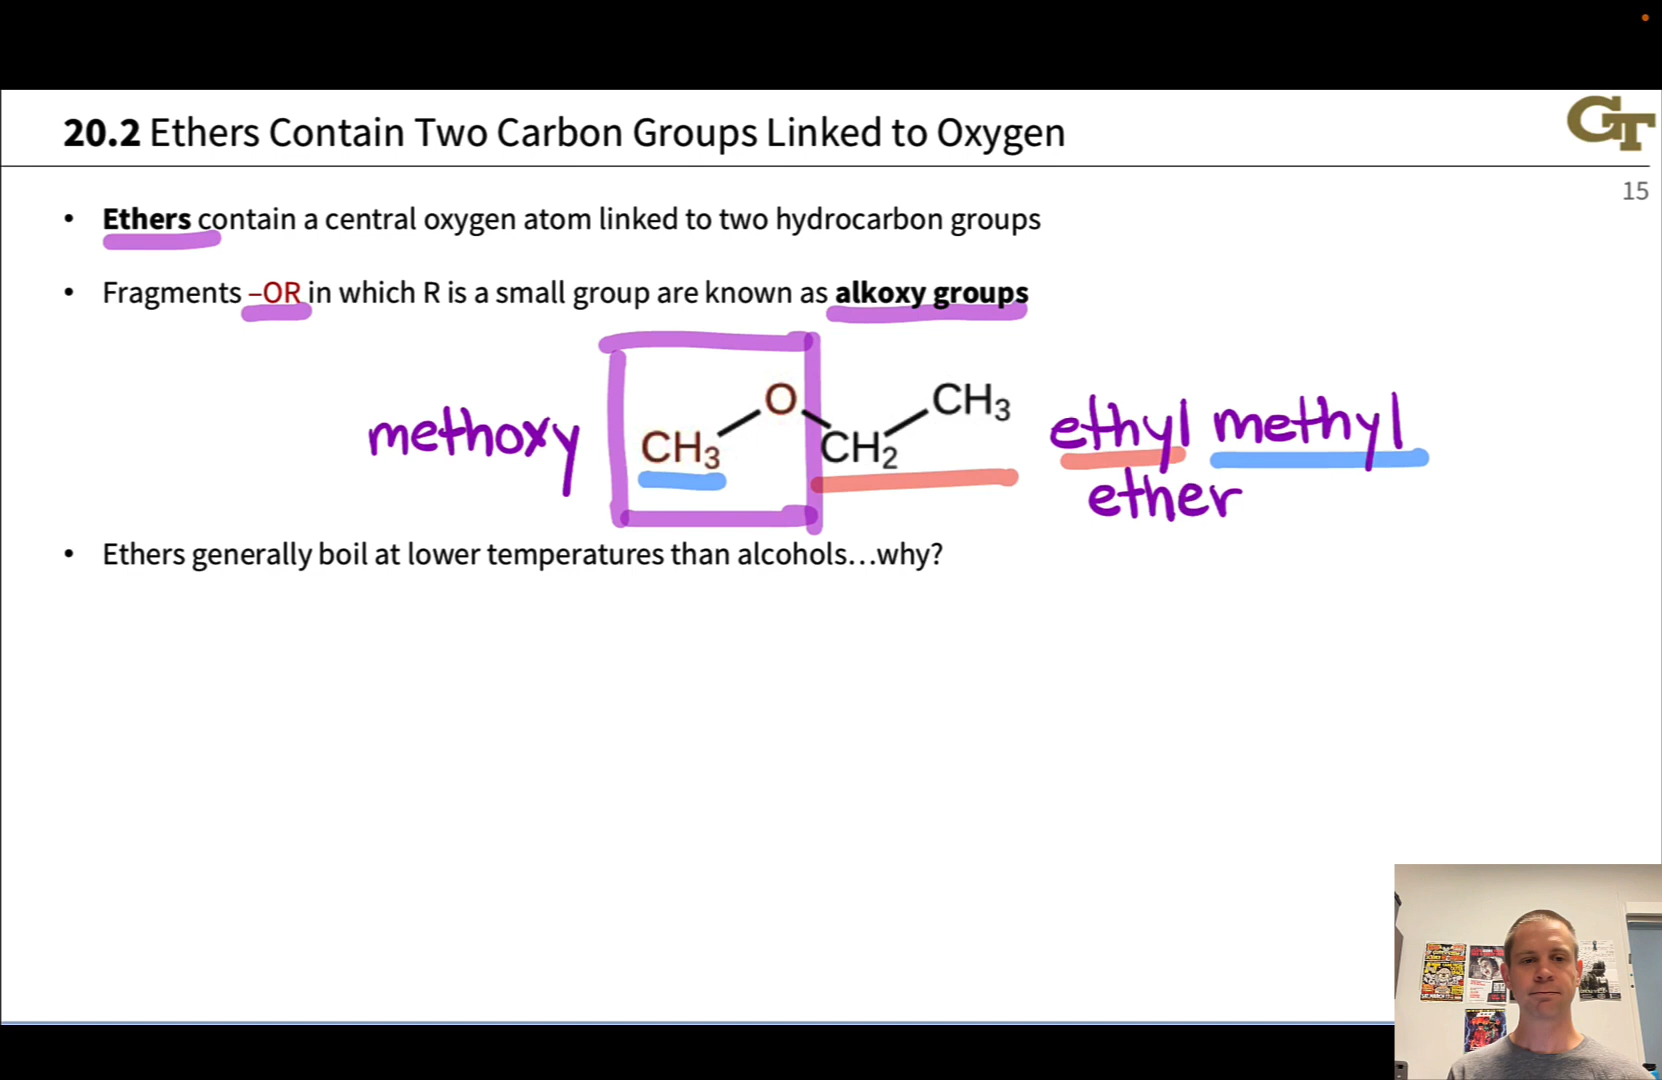 20.2 Ethers Contain Two Carbon Groups Linked to Oxygen
GT
15
• Ethers contain a central oxygen atom linked to two hydrocarbon groups
• Fragments –OR in which R is a small group are known as alkoxy groups
methoxy
CH₃ O CH₂ CH₃
ethyl methyl
ether
• Ethers generally boil at lower temperatures than alcohols…why?